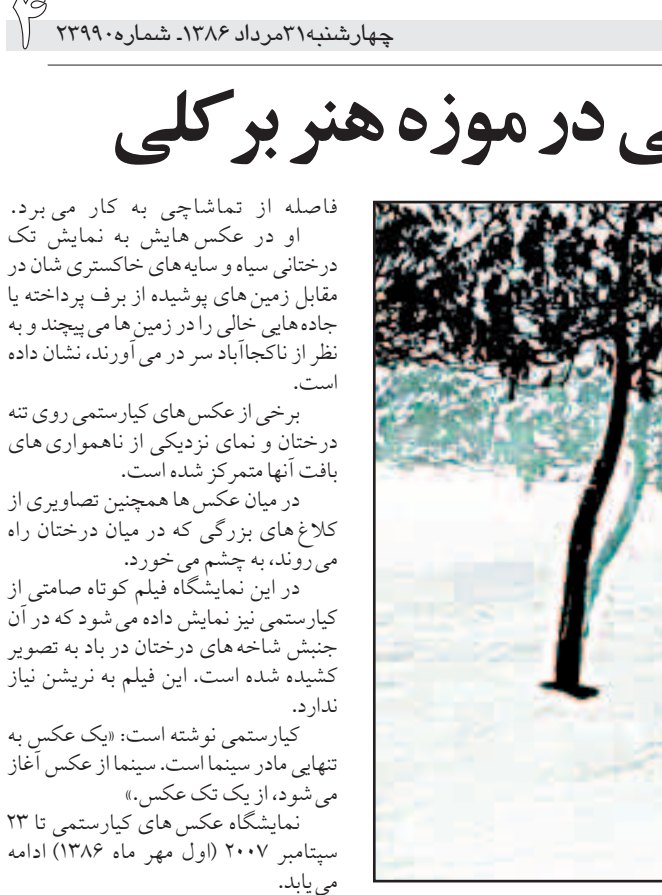 ۴
چهارشنبه۳۱مرداد ۱۳۸۶ـ شماره۲۳۹۹۰
ی در موزه هنر برکلی
فاصله از تماشاچی به کار می‌برد.
او در عکس‌هایش به نمایش تک
درختانی سیاه و سایه‌های خاکستری شان در
مقابل زمین‌های پوشیده از برف پرداخته یا
جاده‌هایی خالی را در زمین‌ها می‌پیچند و به
نظر از ناکجاآباد سر در می‌آورند، نشان داده
است.
برخی از عکس‌های کیارستمی روی تنه
درختان و نمای نزدیکی از ناهمواری‌های
بافت آنها متمرکز شده است.
در میان عکس‌ها همچنین تصاویری از
کلاغ‌های بزرگی که در میان درختان راه
می‌روند، به چشم می‌خورد.
در این نمایشگاه فیلم کوتاه صامتی از
کیارستمی نیز نمایش داده می‌شود که در آن
جنبش شاخه‌های درختان در باد به تصویر
کشیده شده است. این فیلم به نریشن نیاز
ندارد.
کیارستمی نوشته است: «یک عکس به
تنهایی مادر سینما است. سینما از عکس آغاز
می‌شود، از یک تک عکس.»
نمایشگاه عکس‌های کیارستمی تا ۲۳
سپتامبر ۲۰۰۷ (اول مهر ماه ۱۳۸۶) ادامه
می‌یابد.